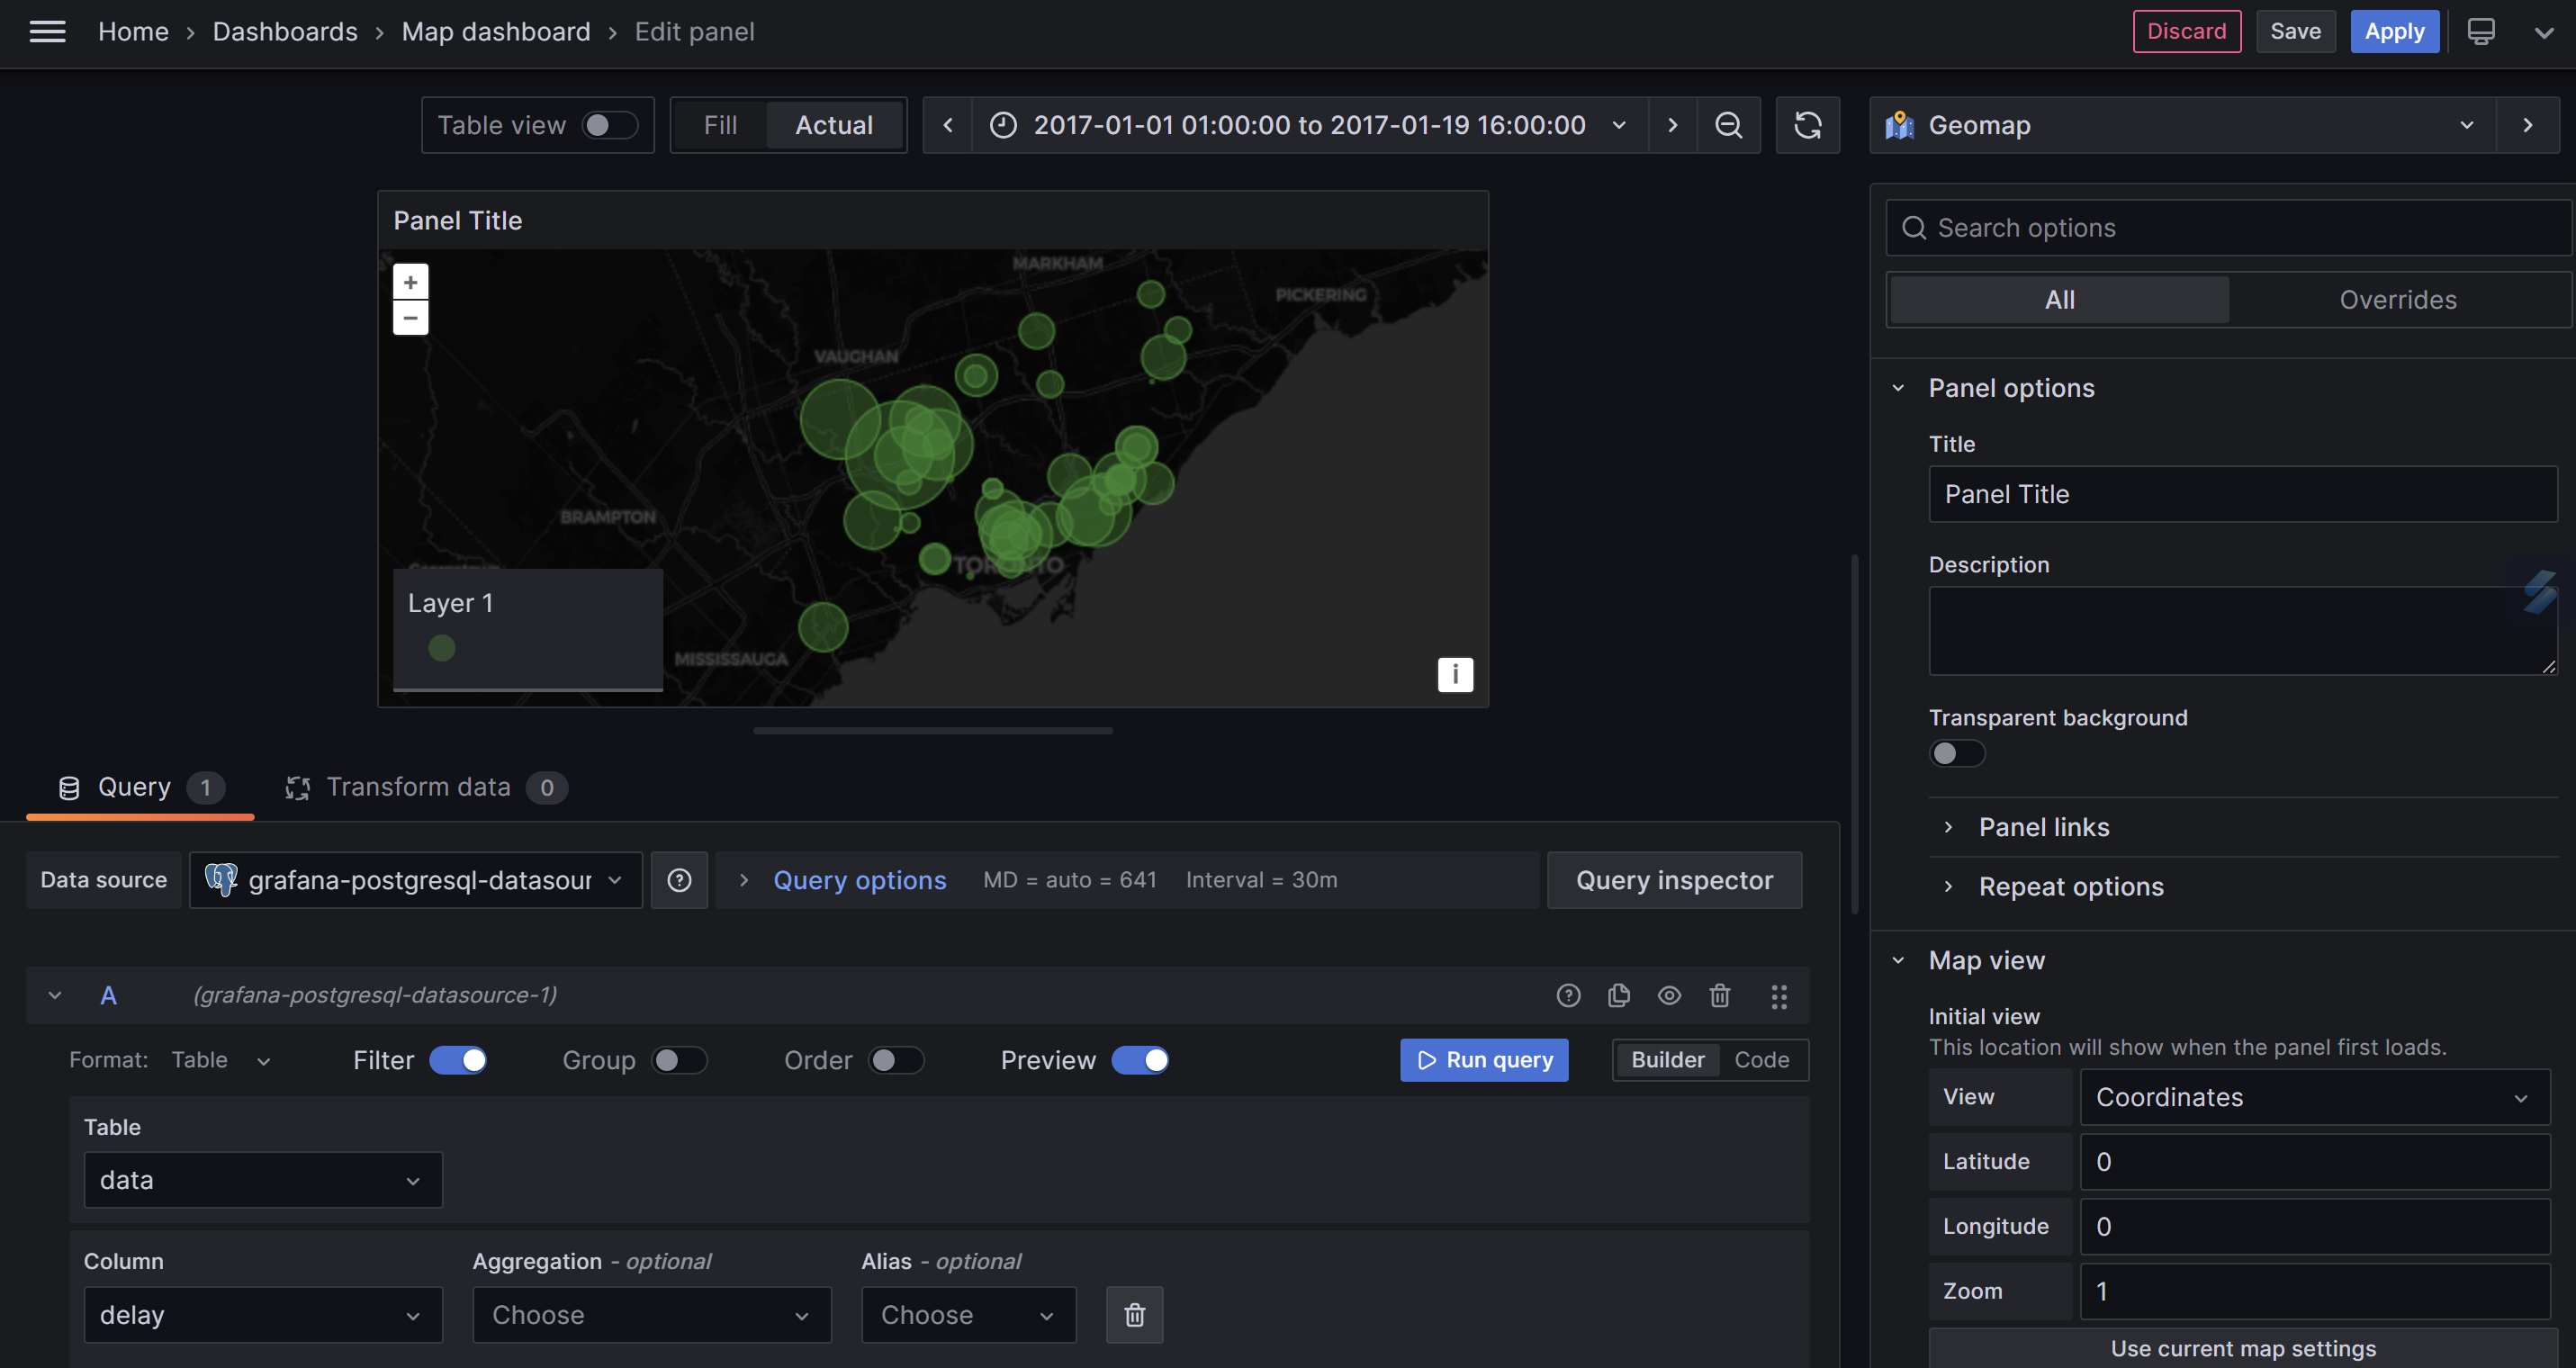 Home › Dashboards › Map dashboard › Edit panel
Discard Save Apply
Table view Fill Actual 2017-01-01 01:00:00 to 2017-01-19 16:00:00
Geomap
Panel Title
+
−
MARKHAM
PICKERING
VAUGHAN
BRAMPTON
TORONTO
MISSISSAUGA
Layer 1
i
Query 1 Transform data 0
Data source grafana-postgresql-datasour Query options MD = auto = 641 Interval = 30m Query inspector
A (grafana-postgresql-datasource-1)
Format: Table Filter Group Order Preview Run query Builder Code
Table
data
Column Aggregation - optional Alias - optional
delay Choose Choose
Search options
All Overrides
Panel options
Title
Panel Title
Description
Transparent background
Panel links
Repeat options
Map view
Initial view
This location will show when the panel first loads.
View Coordinates
Latitude 0
Longitude 0
Zoom 1
Use current map settings